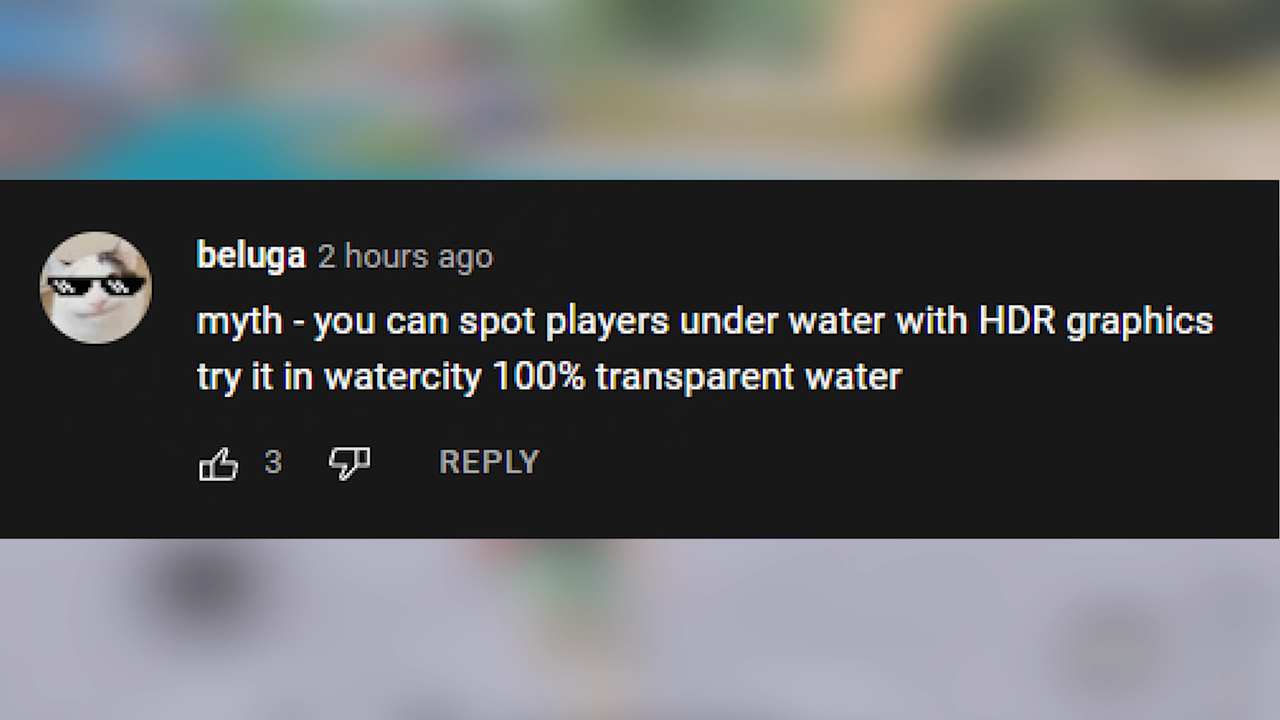 beluga 2 hours ago
myth - you can spot players under water with HDR graphics
try it in watercity 100% transparent water
3 REPLY